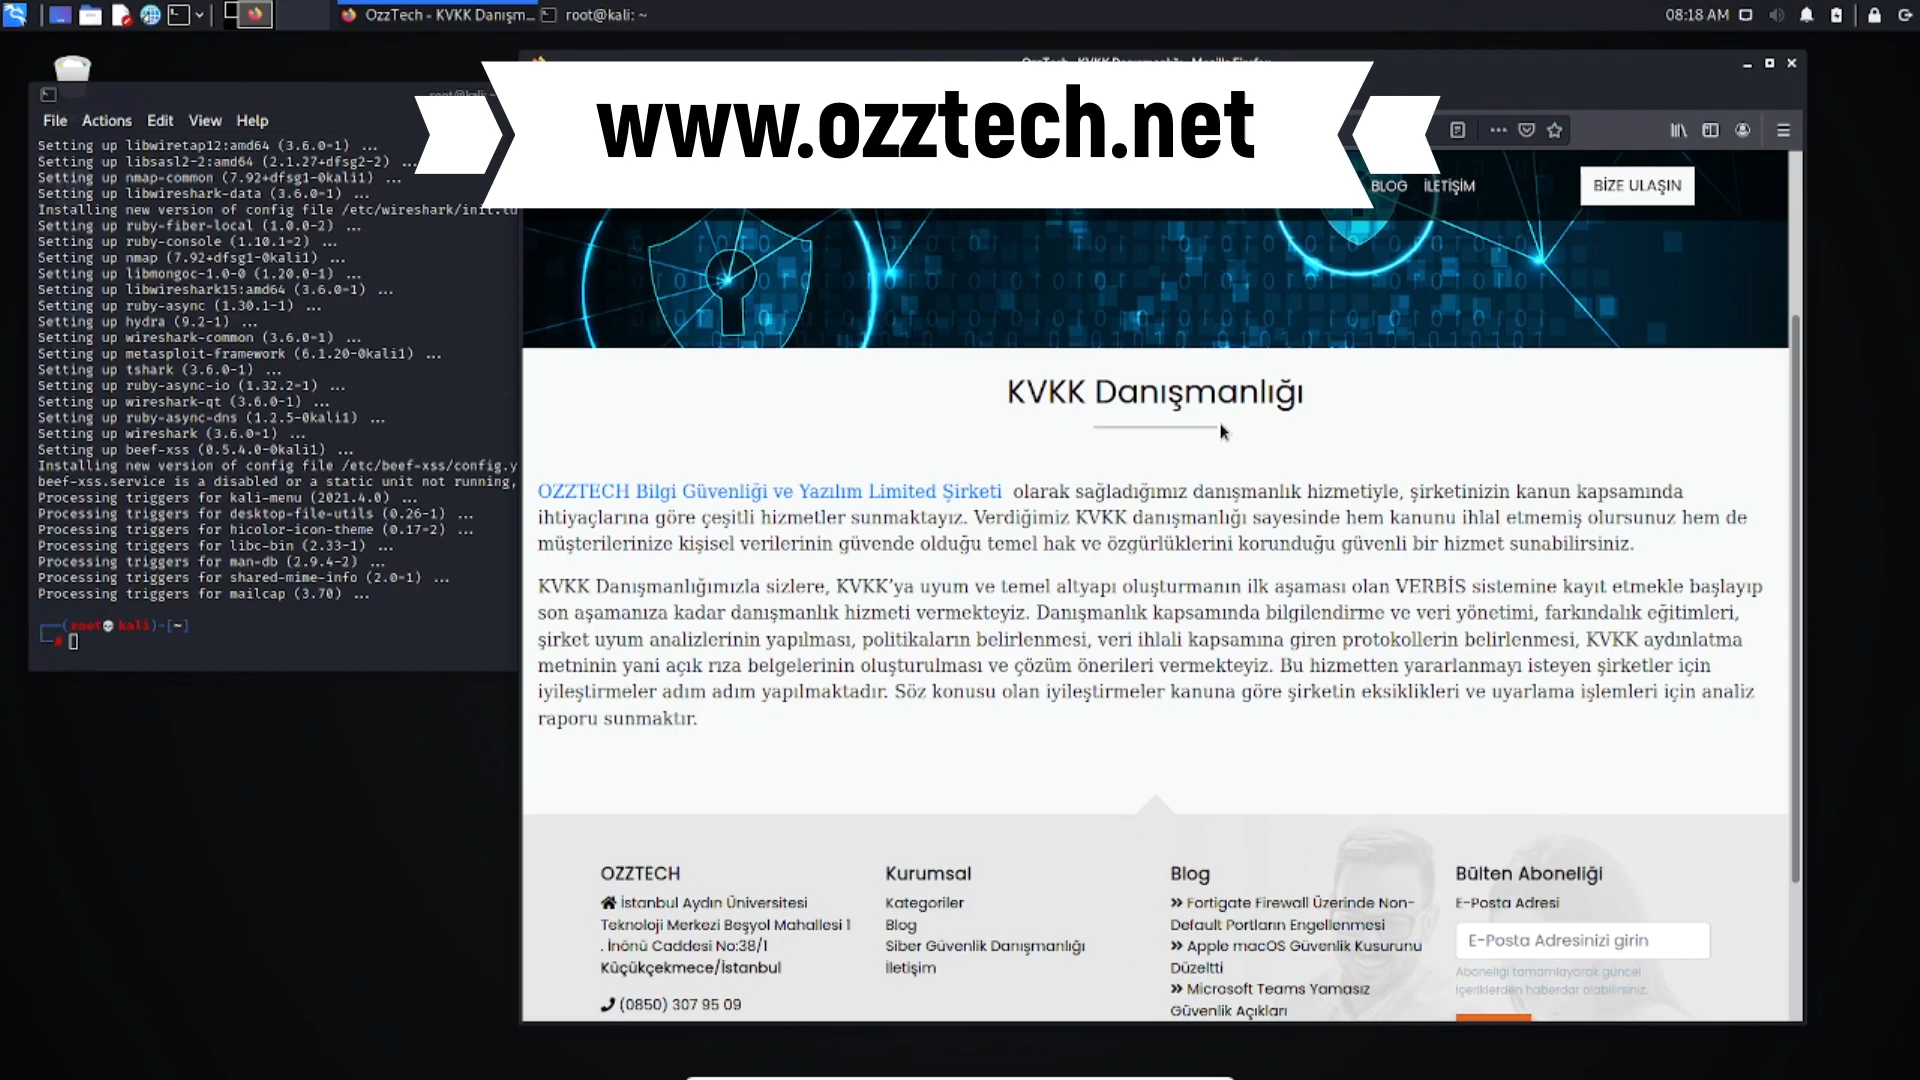 OzzTech - KVKK Danışm...
root@kali: ~
08:18 AM
www.ozztech.net
File Actions Edit View Help
Setting up libwiretap12:amd64 (3.6.0-1) ...
Setting up libsasl2-2:amd64 (2.1.27+dfsg2-2) ...
Setting up nmap-common (7.92+dfsg1-0kali1) ...
Setting up libwireshark-data (3.6.0-1) ...
Installing new version of config file /etc/wireshark/init.lu
Setting up ruby-fiber-local (1.0.0-2) ...
Setting up ruby-console (1.10.1-2) ...
Setting up nmap (7.92+dfsg1-0kali1) ...
Setting up libmongoc-1.0-0 (1.20.0-1) ...
Setting up libwireshark15:amd64 (3.6.0-1) ...
Setting up ruby-async (1.30.1-1) ...
Setting up hydra (9.2-1) ...
Setting up wireshark-common (3.6.0-1) ...
Setting up metasploit-framework (6.1.20-0kali1) ...
Setting up tshark (3.6.0-1) ...
Setting up ruby-async-io (1.32.2-1) ...
Setting up wireshark-qt (3.6.0-1) ...
Setting up ruby-async-dns (1.2.5-0kali1) ...
Setting up wireshark (3.6.0-1) ...
Setting up beef-xss (0.5.4.0-0kali1) ...
Installing new version of config file /etc/beef-xss/config.y
beef-xss.service is a disabled or a static unit not running,
Processing triggers for kali-menu (2021.4.0) ...
Processing triggers for desktop-file-utils (0.26-1) ...
Processing triggers for hicolor-icon-theme (0.17-2) ...
Processing triggers for libc-bin (2.33-1) ...
Processing triggers for man-db (2.9.4-2) ...
Processing triggers for shared-mime-info (2.0-1) ...
Processing triggers for mailcap (3.70) ...
(root💀kali)-[~]
#
BLOG İLETİŞİM BİZE ULAŞIN
KVKK Danışmanlığı
OZZTECH Bilgi Güvenliği ve Yazılım Limited Şirketi olarak sağladığımız danışmanlık hizmetiyle, şirketinizin kanun kapsamında
ihtiyaçlarına göre çeşitli hizmetler sunmaktayız. Verdiğimiz KVKK danışmanlığı sayesinde hem kanunu ihlal etmemiş olursunuz hem de
müşterilerinize kişisel verilerinin güvende olduğu temel hak ve özgürlüklerini korunduğu güvenli bir hizmet sunabilirsiniz.
KVKK Danışmanlığımızla sizlere, KVKK’ya uyum ve temel altyapı oluşturmanın ilk aşaması olan VERBİS sistemine kayıt etmekle başlayıp
son aşamanıza kadar danışmanlık hizmeti vermekteyiz. Danışmanlık kapsamında bilgilendirme ve veri yönetimi, farkındalık eğitimleri,
şirket uyum analizlerinin yapılması, politikaların belirlenmesi, veri ihlali kapsamına giren protokollerin belirlenmesi, KVKK aydınlatma
metninin yani açık rıza belgelerinin oluşturulması ve çözüm önerileri vermekteyiz. Bu hizmetten yararlanmayı isteyen şirketler için
iyileştirmeler adım adım yapılmaktadır. Söz konusu olan iyileştirmeler kanuna göre şirketin eksiklikleri ve uyarlama işlemleri için analiz
raporu sunmaktır.
OZZTECH
İstanbul Aydın Üniversitesi
Teknoloji Merkezi Beşyol Mahallesi 1
. İnönü Caddesi No:38/1
Küçükçekmece/İstanbul
(0850) 307 95 09
Kurumsal
Kategoriler
Blog
Siber Güvenlik Danışmanlığı
İletişim
Blog
» Fortigate Firewall Üzerinde Non-
Default Portların Engellenmesi
» Apple macOS Güvenlik Kusurunu
Düzeltti
» Microsoft Teams Yamasız
Güvenlik Açıkları
Bülten Aboneliği
E-Posta Adresi
E-Posta Adresinizi girin
Aboneliği tamamlayarak güncel
içeriklerden haberdar olabilirsiniz.